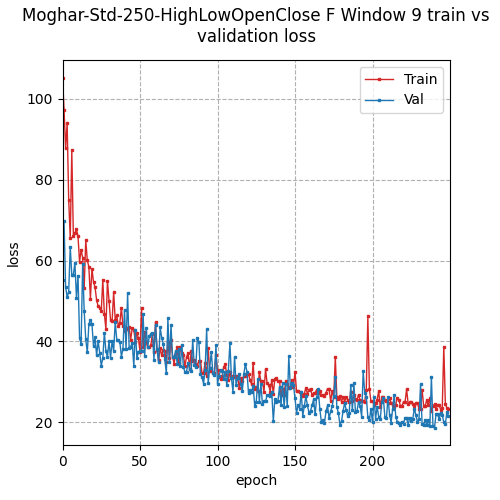 Moghar-Std-250-HighLowOpenClose F Window 9 train vs
validation loss
Train
Val
100
80
60
40
20
loss
0
50
100
150
200
epoch